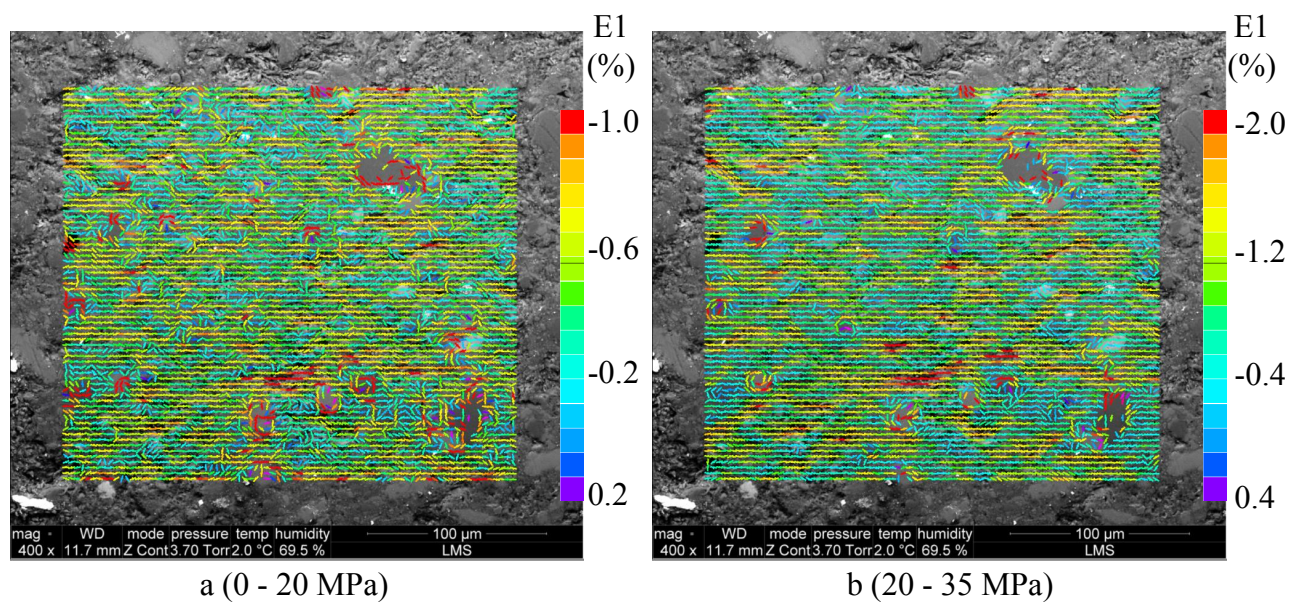 E1
(%)
-1.0
-0.6
-0.2
0.2
mag WD mode pressure temp humidity 100 µm
400 x 11.7 mm Z Cont 3.70 Torr 2.0 °C 69.5 % LMS
a (0 - 20 MPa)
E1
(%)
-2.0
-1.2
-0.4
0.4
mag WD mode pressure temp humidity 100 µm
400 x 11.7 mm Z Cont 3.70 Torr 2.0 °C 69.5 % LMS
b (20 - 35 MPa)